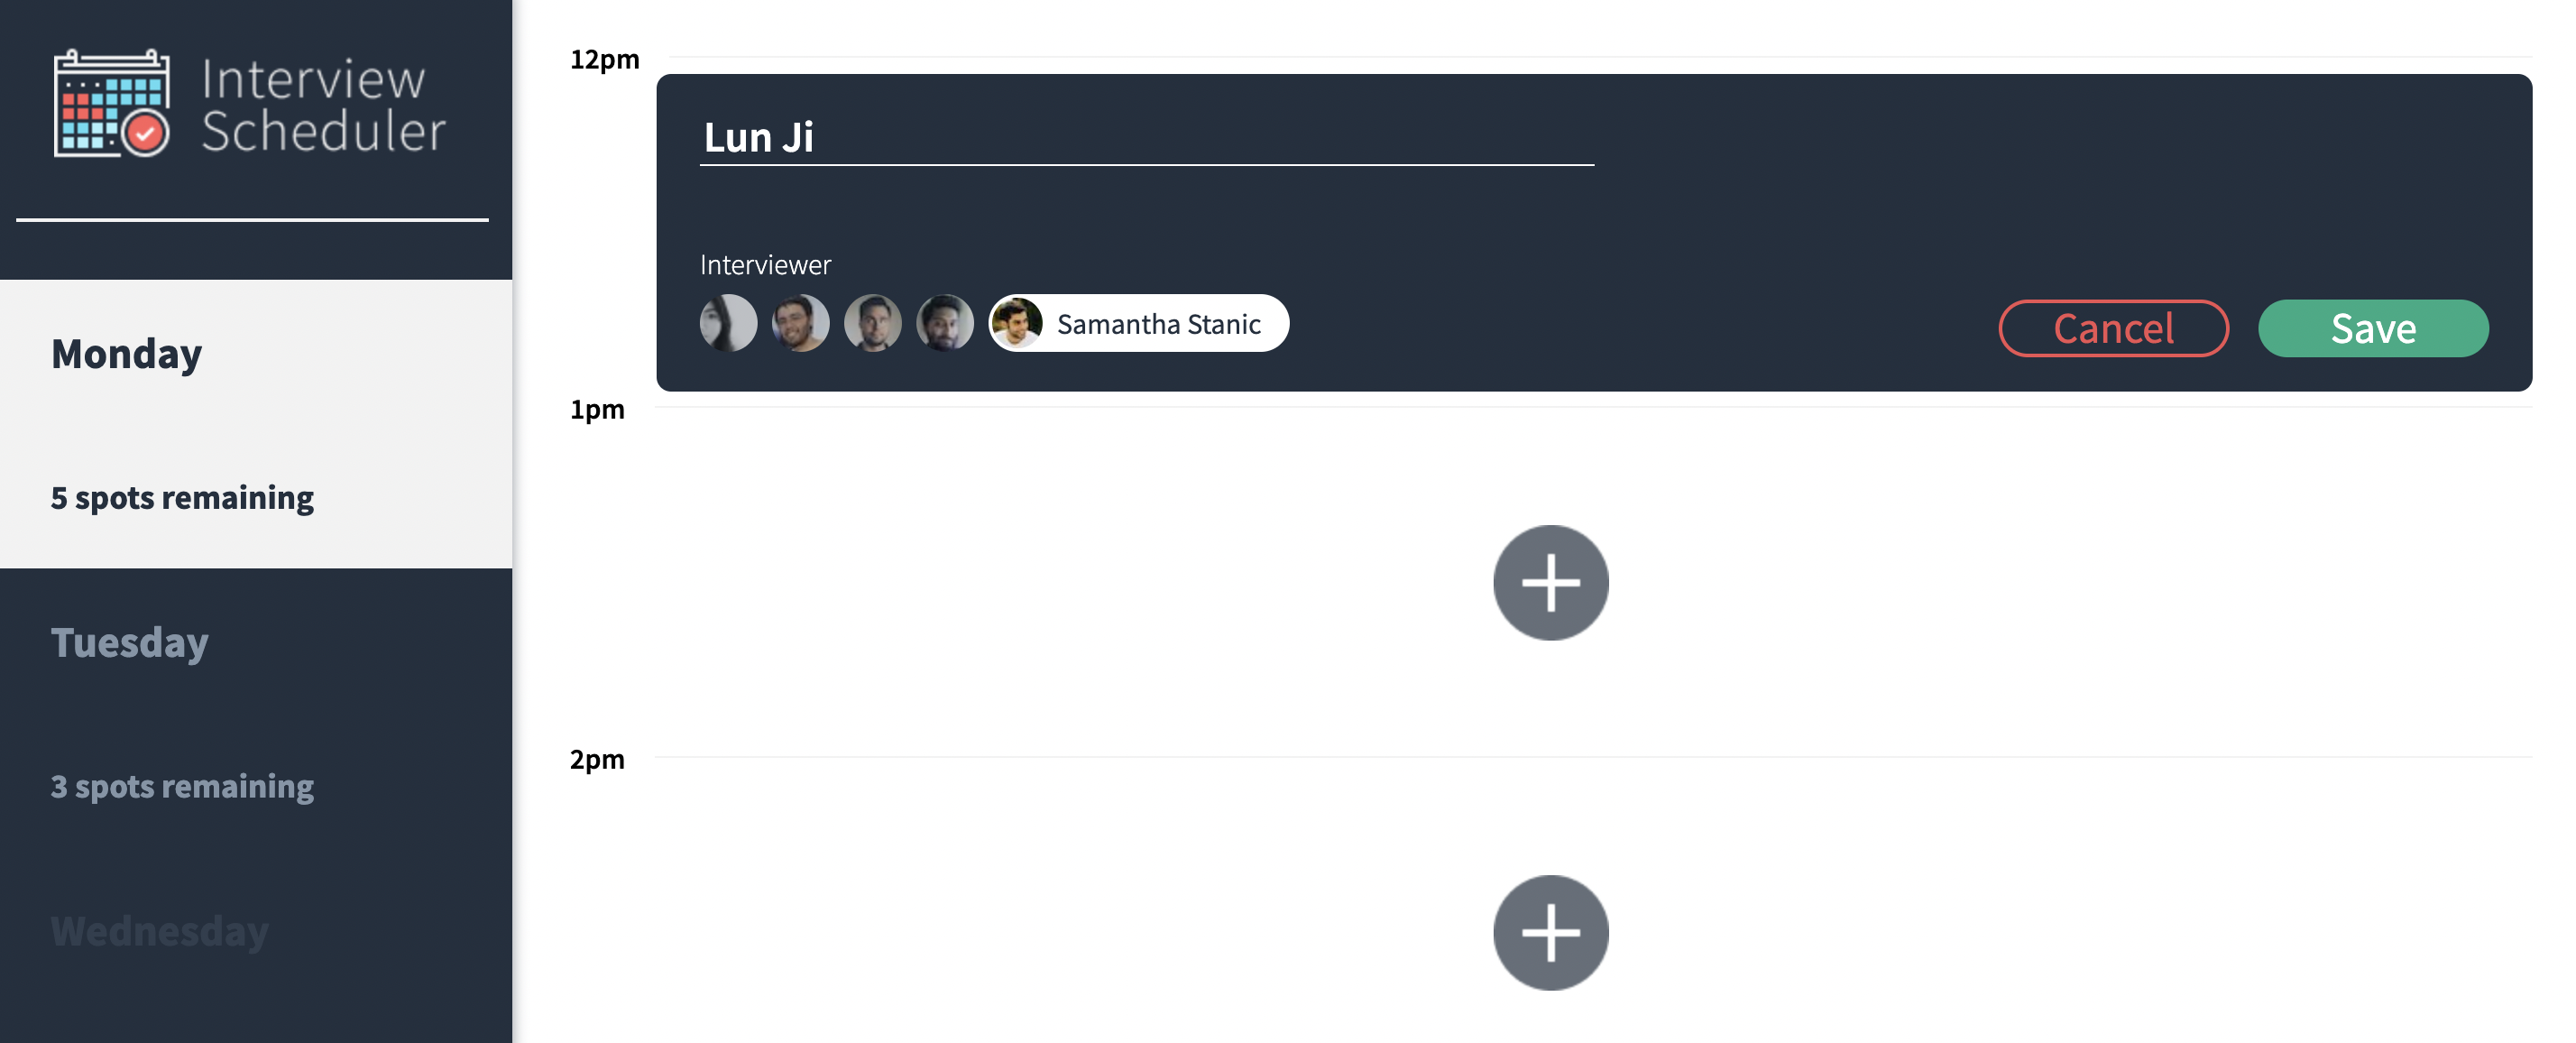 Interview
Scheduler
Monday
5 spots remaining
Tuesday
3 spots remaining
Wednesday
12pm
Lun Ji
Interviewer
Samantha Stanic
Cancel
Save
1pm
2pm